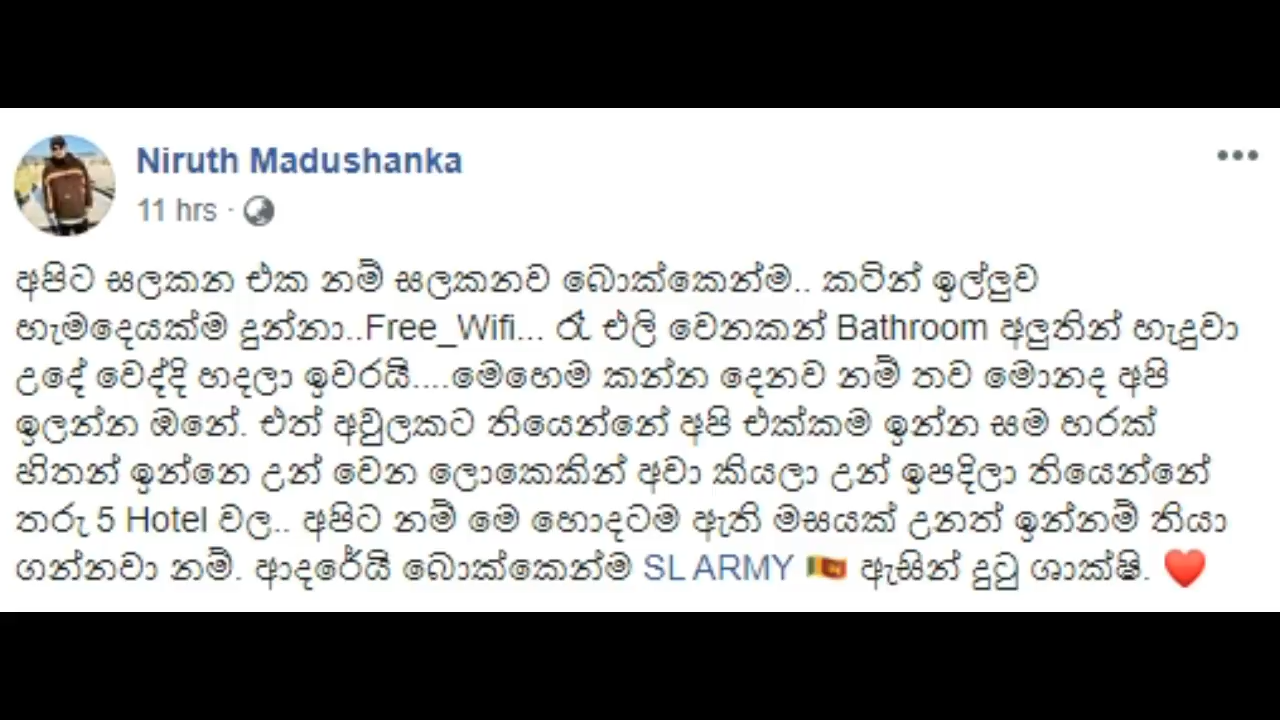 Niruth Madushanka
11 hrs ·
අපිට සලකන එක නම් සලකනව බොක්කෙන්ම.. කටින් ඉල්ලුව
හැමදෙයක්ම දුන්නා..Free_Wifi... රෑ එලි වෙනකන් Bathroom අලුතින් හැදුවා
උදේ වෙද්දි හදලා ඉවරයි....මෙහෙම කන්න දෙනව නම් තව මොනද අපි
ඉලන්න ඔනේ. එත් අවුලකට තියෙන්නේ අපි එක්කම ඉන්න සම හරක්
හිතන් ඉන්නෙ උන් වෙන ලොකෙකින් අවා කියලා උන් ඉපදිලා තියෙන්නේ
තරු 5 Hotel වල.. අපිට නම් මෙ හොදටම ඇති මසයක් උනත් ඉන්නම් තියා
ගන්නවා නම්. ආදරේයි බොක්කෙන්ම SL ARMY 🇱🇰 ඇසින් දුටු ශාක්ෂි. ❤️